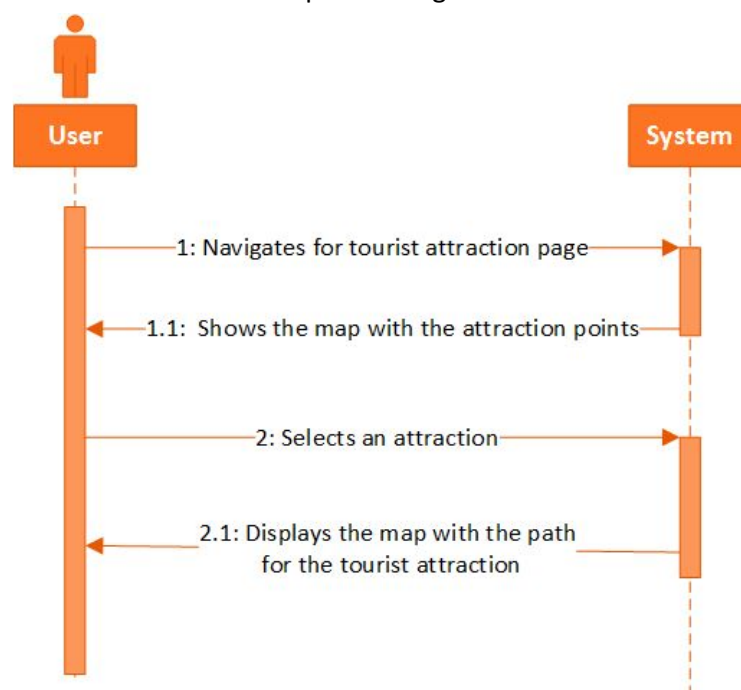 User
System
1: Navigates for tourist attraction page
1.1: Shows the map with the attraction points
2: Selects an attraction
2.1: Displays the map with the path
for the tourist attraction